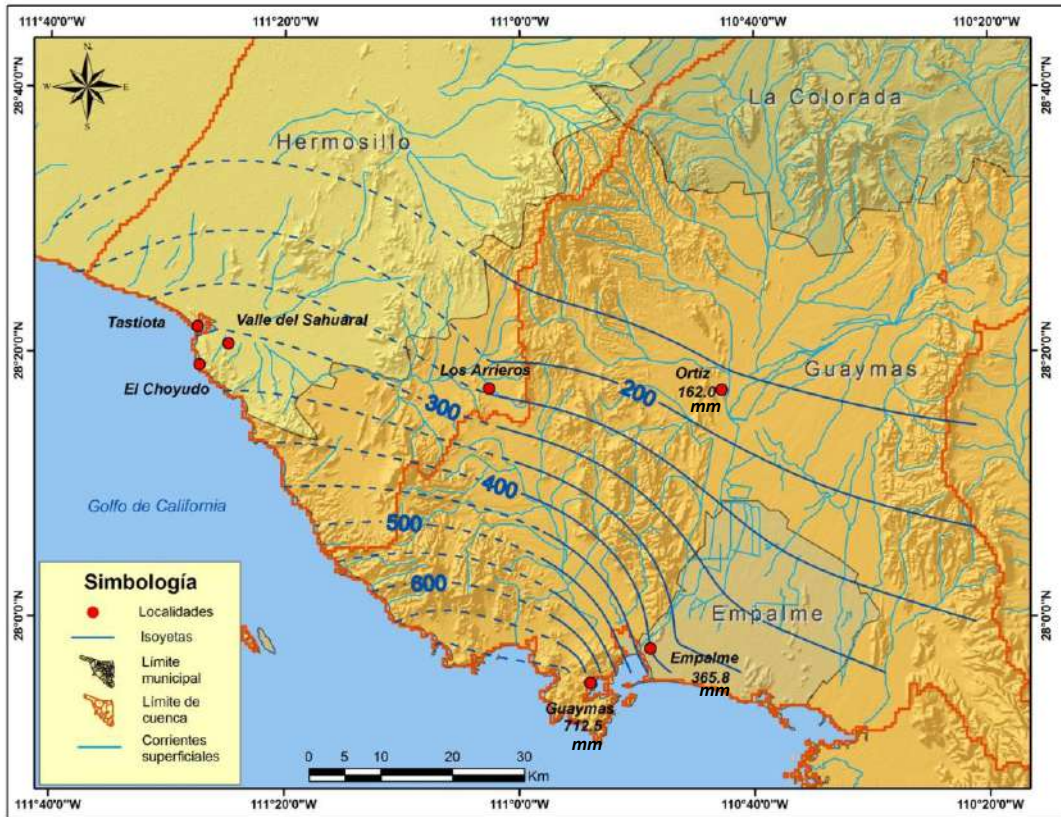 111°40'0"W
111°20'0"W
111°0'0"W
110°40'0"W
110°20'0"W
N
W
E
S
28°40'0"N
28°40'0"N
La Colorada
Hermosillo
Tastiota
Valle del Sahuaral
28°20'0"N
28°20'0"N
El Choyudo
Los Arrieros
Ortíz
162.0
mm
Guaymas
200
300
400
500
600
Golfo de California
Simbología
Localidades
Isoyetas
Límite
municipal
Límite de
cuenca
Corrientes
superficiales
28°0'0"N
28°0'0"N
Empalme
Empalme
365.8
mm
Guaymas
712.5
mm
0
5
10
20
30
Km
111°40'0"W
111°20'0"W
111°0'0"W
110°40'0"W
110°20'0"W